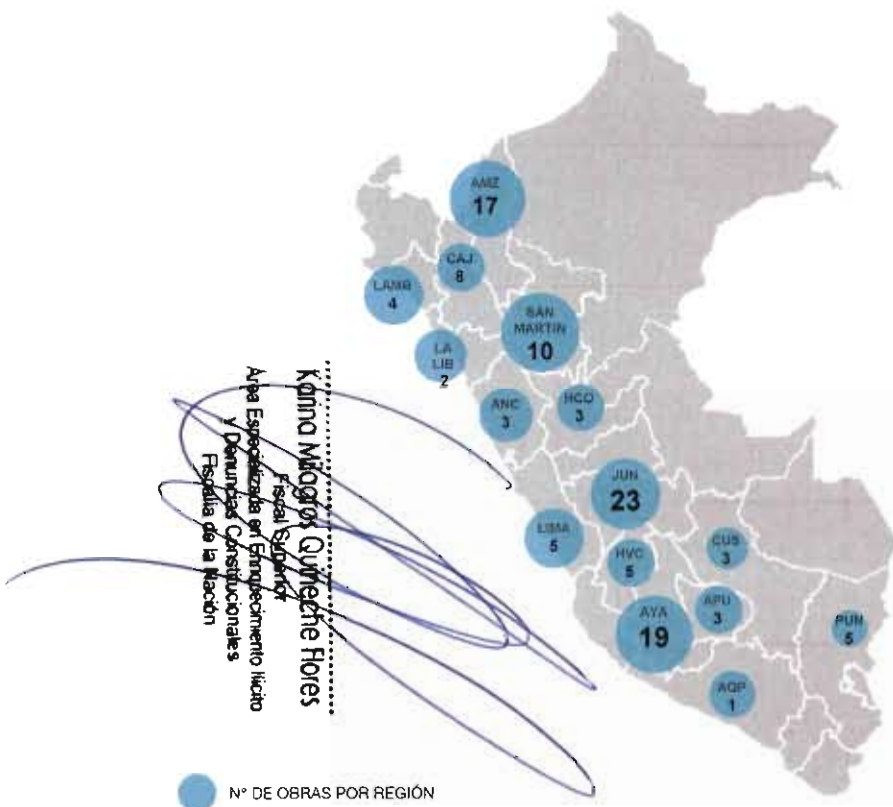 AMZ
17
CAJ
8
LAMB
4
SAN
MARTIN
10
LA
LIB
2
ANC
3
HCO
3
JUN
23
LIMA
5
HVC
5
CUS
3
APU
3
AYA
19
PUN
5
AQP
1
Karina Milagros Quineche Flores
Fiscal Superior
Área Especializada en Enriquecimiento Ilícito
y Denuncias Constitucionales
Fiscalía de la Nación
N° DE OBRAS POR REGIÓN